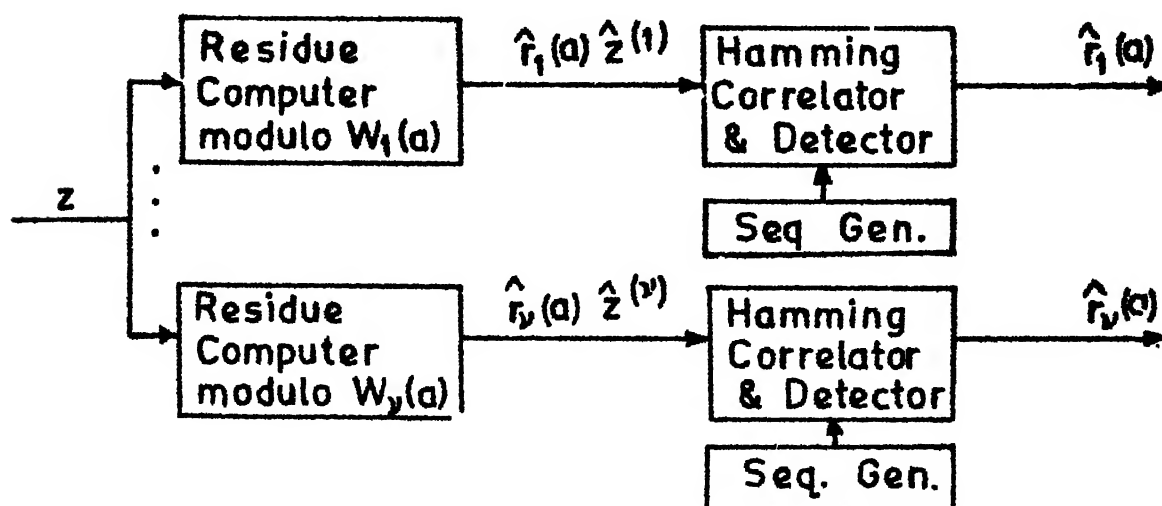 Residue
Computer
modulo W₁(a)
r̂₁(a) ẑ⁽¹⁾
Hamming
Correlator
& Detector
r̂₁(a)
z
Seq Gen.
Residue
Computer
modulo Wᵥ(a)
r̂ᵥ(a) ẑ⁽ᵛ⁾
Hamming
Correlator
& Detector
r̂ᵥ(a)
Seq. Gen.